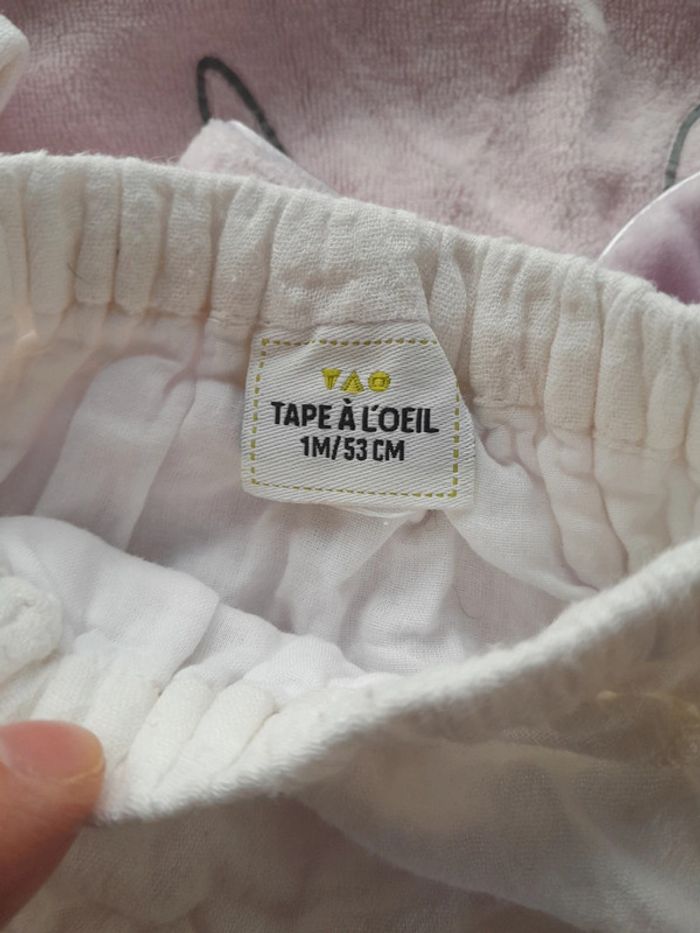 TAO
TAPE À L'OEIL
1M/53 CM